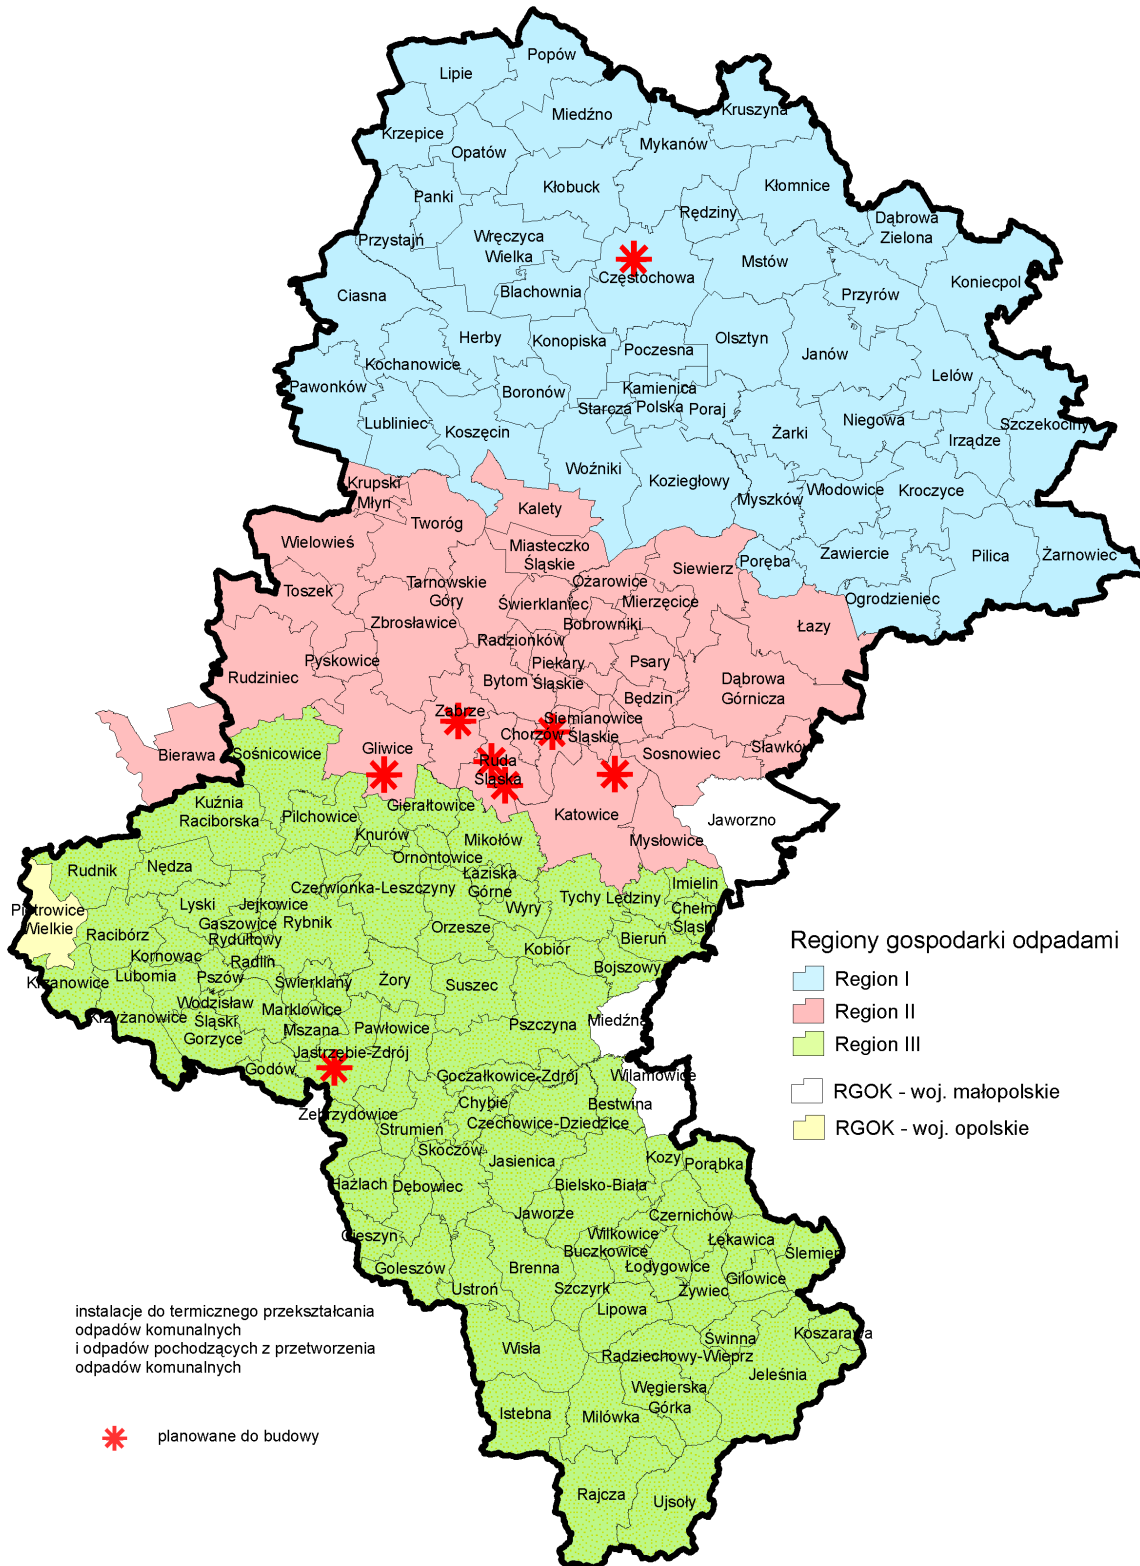 Popów
Lipie
Kruszyna
Miedźno
Krzepice
Mykanów
Opatów
Kłobuck
Kłomnice
Panki
Rędziny
Dąbrowa
Zielona
Przystajń
Wręczyca
Wielka
Mstów
Częstochowa
Koniecpol
Blachownia
Przyrów
Ciasna
Herby
Konopiska
Olsztyn
Poczesna
Janów
Kochanowice
Lelów
Pawonków
Boronów
Kamienica
Polska
Starcza
Poraj
Niegowa
Szczekociny
Lubliniec
Koszęcin
Żarki
Irządze
Woźniki
Koziegłowy
Krupski
Młyn
Myszków
Włodowice
Kroczyce
Kalety
Tworóg
Wielowieś
Miasteczko
Śląskie
Poręba
Zawiercie
Pilica
Żarnowiec
Siewierz
Toszek
Tarnowskie
Góry
Ożarowice
Świerklaniec
Mierzęcice
Ogrodzieniec
Zbrosławice
Bobrowniki
Łazy
Radzionków
Pyskowice
Piekary
Śląskie
Psary
Rudziniec
Bytom
Będzin
Dąbrowa
Górnicza
Zabrze
Siemianowice
Śląskie
Chorzów
Bierawa
Sośnicowice
Gliwice
Sosnowiec
Sławków
Ruda
Śląska
Kuźnia
Raciborska
Pilchowice
Gierałtowice
Katowice
Jaworzno
Knurów
Mikołów
Mysłowice
Ornontowice
Rudnik
Nędza
Łaziska
Górne
Czerwionka-Leszczyny
Imielin
Tychy
Lędziny
Lyski
Jejkowice
Wyry
Chełm
Śląski
Pietrowice
Wielkie
Gaszowice
Rybnik
Orzesze
Racibórz
Rydułtowy
Bieruń
Kornowac
Radlin
Kobiór
Bojszowy
Krzanowice
Lubomia
Pszów
Świerklany
Żory
Suszec
Wodzisław
Śląski
Marklowice
Krzyżanowice
Mszana
Pawłowice
Pszczyna
Miedźna
Gorzyce
Jastrzębie-Zdrój
Godów
Goczałkowice-Zdrój
Wilamowice
Zebrzydowice
Chybie
Bestwina
Strumień
Czechowice-Dziedzice
Skoczów
Jasienica
Kozy
Porąbka
Hażlach
Dębowiec
Bielsko-Biała
Jaworze
Czernichów
Cieszyn
Wilkowice
Łękawica
Buczkowice
Ślemień
Goleszów
Brenna
Łodygowice
Gilowice
Ustroń
Szczyrk
Żywiec
Lipowa
Wisła
Świnna
Koszarawa
Radziechowy-Wieprz
Jeleśnia
Węgierska
Górka
Istebna
Milówka
Rajcza
Ujsoły
Regiony gospodarki odpadami
Region I
Region II
Region III
RGOK - woj. małopolskie
RGOK - woj. opolskie
instalacje do termicznego przekształcania
odpadów komunalnych
i odpadów pochodzących z przetworzenia
odpadów komunalnych
planowane do budowy